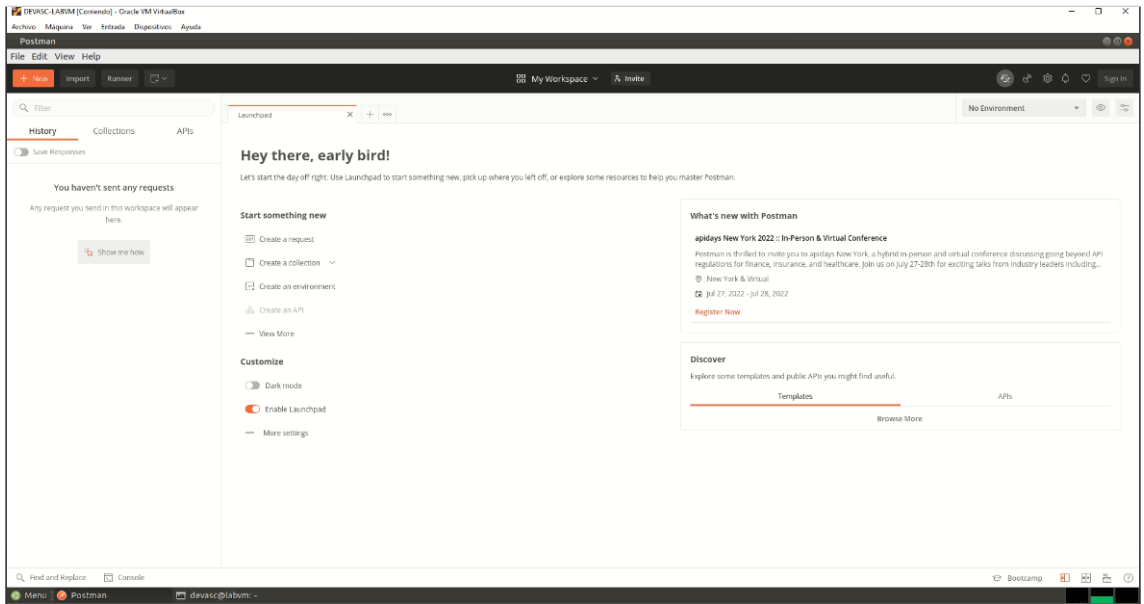 DEVASC-LABVM [Corriendo] - Oracle VM VirtualBox
Archivo Máquina Ver Entrada Dispositivos Ayuda
Postman
File Edit View Help
+ New Import Runner My Workspace Invite Sign In
Filter
History Collections APIs
Save Responses
You haven't sent any requests
Any request you send in this workspace will appear
here.
Show me how
Launchpad
No Environment
Hey there, early bird!
Let's start the day off right. Use Launchpad to start something new, pick up where you left off, or explore some resources to help you master Postman.
Start something new
Create a request
Create a collection
Create an environment
Create an API
View More
Customize
Dark mode
Enable Launchpad
More settings
What's new with Postman
apidays New York 2022 :: In-Person & Virtual Conference
Postman is thrilled to invite you to apidays New York, a hybrid in-person and virtual conference discussing going beyond API
regulations for finance, insurance, and healthcare. Join us on July 27-28th for exciting talks from industry leaders including...
New York & Virtual
Jul 27, 2022 - Jul 28, 2022
Register Now
Discover
Explore some templates and public APIs you might find useful.
Templates APIs
Browse More
Find and Replace Console Bootcamp
Menu Postman devasc@labvm: ~